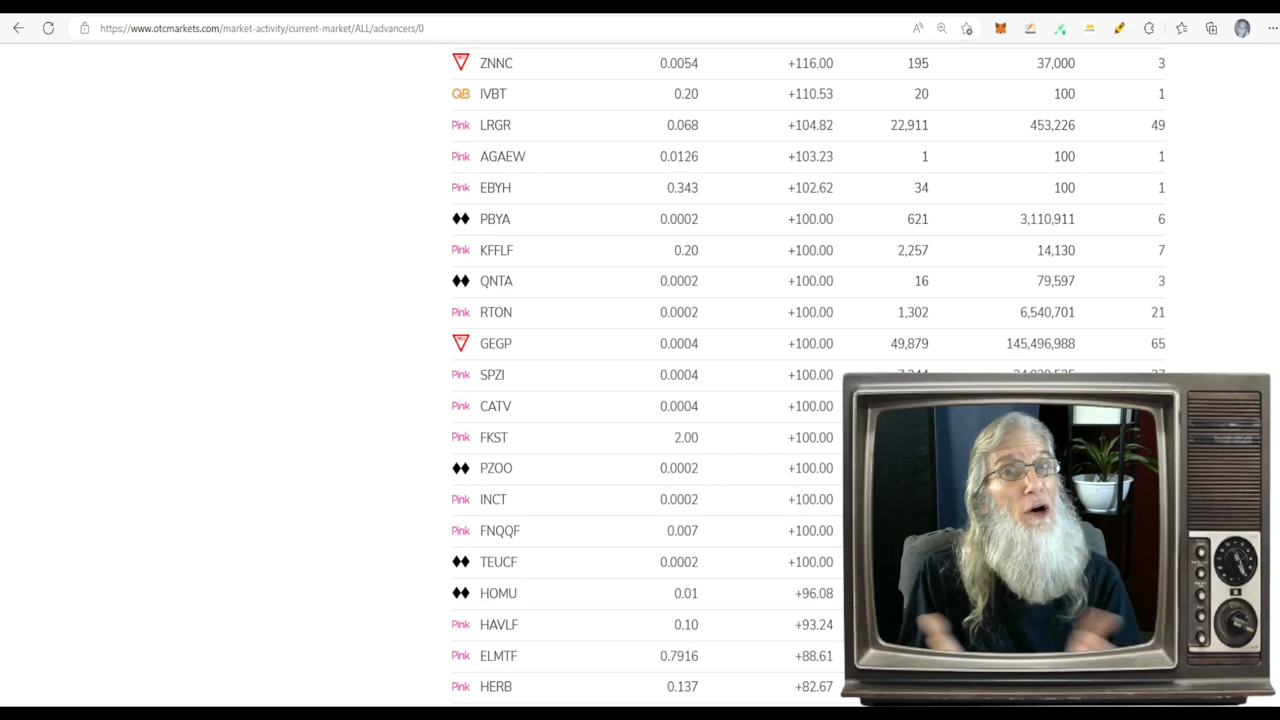 https://www.otcmarkets.com/market-activity/current-market/ALL/advancers/0
ZNNC 0.0054 +116.00 195 37,000 3
QB IVBT 0.20 +110.53 20 100 1
Pink LRGR 0.068 +104.82 22,911 453,226 49
Pink AGAEW 0.0126 +103.23 1 100 1
Pink EBYH 0.343 +102.62 34 100 1
PBYA 0.0002 +100.00 621 3,110,911 6
Pink KFFLF 0.20 +100.00 2,257 14,130 7
QNTA 0.0002 +100.00 16 79,597 3
Pink RTON 0.0002 +100.00 1,302 6,540,701 21
GEGP 0.0004 +100.00 49,879 145,496,988 65
Pink SPZI 0.0004 +100.00
Pink CATV 0.0004 +100.00
Pink FKST 2.00 +100.00
PZOO 0.0002 +100.00
Pink INCT 0.0002 +100.00
Pink FNQQF 0.007 +100.00
TEUCF 0.0002 +100.00
HOMU 0.01 +96.08
Pink HAVLF 0.10 +93.24
Pink ELMTF 0.7916 +88.61
Pink HERB 0.137 +82.67